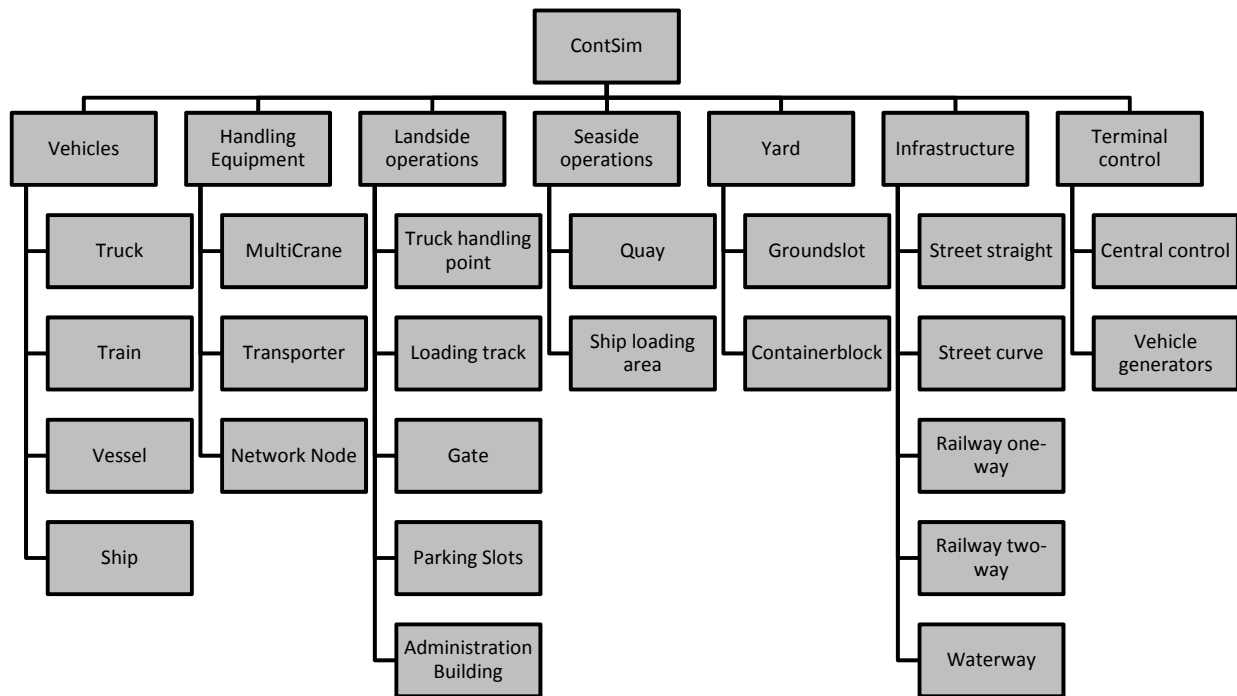 ContSim
Vehicles
Handling
Equipment
Landside
operations
Seaside
operations
Yard
Infrastructure
Terminal
control
Truck
MultiCrane
Truck handling
point
Quay
Groundslot
Street straight
Central control
Train
Transporter
Loading track
Ship loading
area
Containerblock
Street curve
Vehicle
generators
Vessel
Network Node
Gate
Railway one-
way
Ship
Parking Slots
Railway two-
way
Administration
Building
Waterway